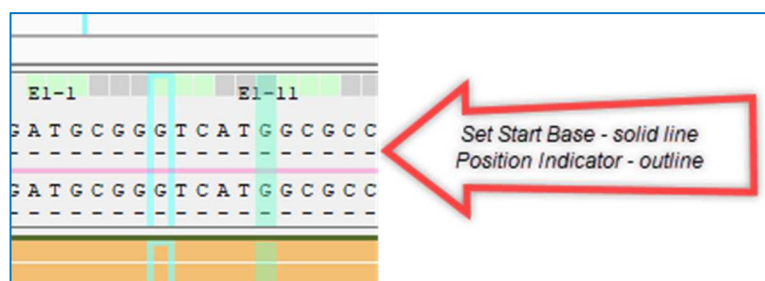 E1-1 E1-11
GATGCGGGTCATGGCGCC
- - - - - - - - - - - - - - - - - -
GATGCGGGTCATGGCGCC
- - - - - - - - - - - - - - - - - -
Set Start Base - solid line
Position Indicator - outline